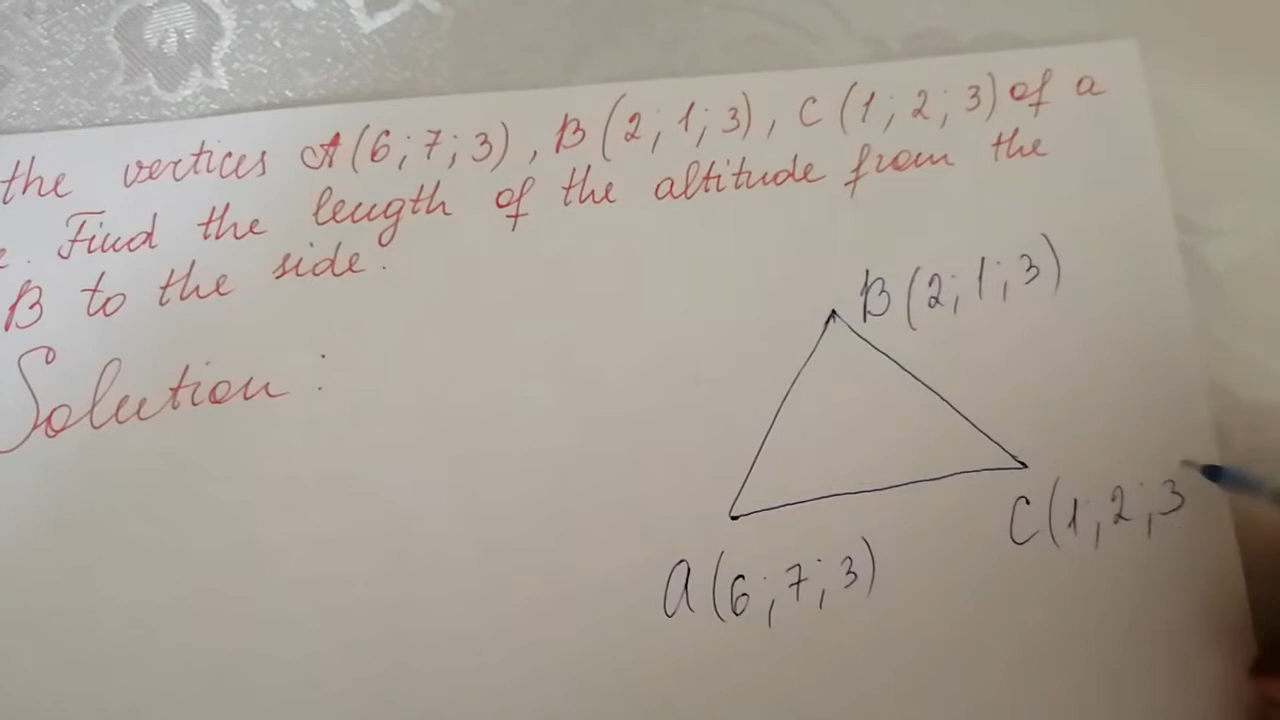 the vertices A(6;7;3), B(2;1;3), C(1;2;3) of a
. Find the length of the altitude from the
B to the side.
Solution:
B(2;1;3)
C(1;2;3
A(6;7;3)